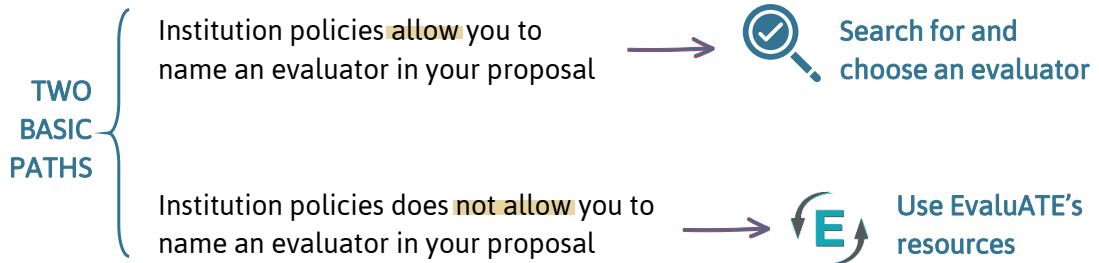 TWO
BASIC
PATHS
Institution policies allow you to
name an evaluator in your proposal
Search for and
choose an evaluator
Institution policies does not allow you to
name an evaluator in your proposal
E
Use EvaluATE's
resources